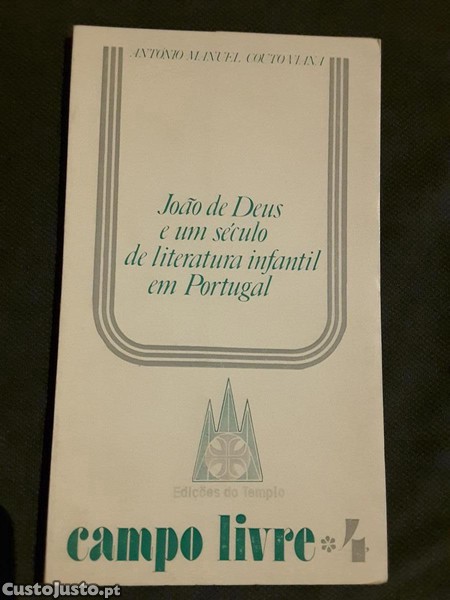 ANTÓNIO MANUEL COUTO VIANA
João de Deus
e um século
de literatura infantil
em Portugal
Edições do Templo
campo livre * 4
CustoJusto.pt